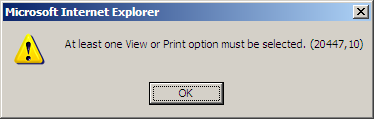 Microsoft Internet Explorer
At least one View or Print option must be selected. (20447,10)
OK